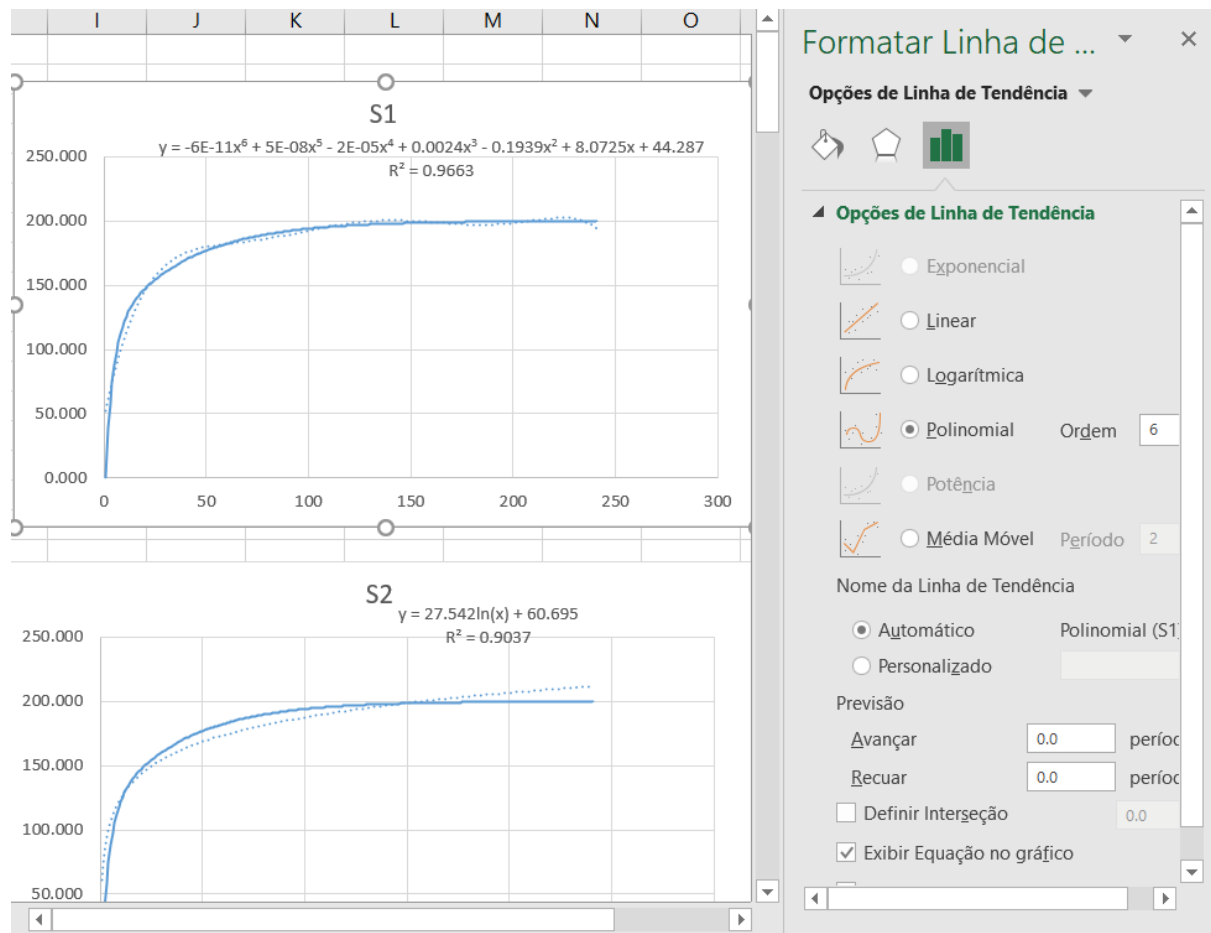 I J K L M N O
S1
y = -6E-11x⁶ + 5E-08x⁵ - 2E-05x⁴ + 0.0024x³ - 0.1939x² + 8.0725x + 44.287
R² = 0.9663
250.000
200.000
150.000
100.000
50.000
0.000
0 50 100 150 200 250 300
S2
y = 27.542ln(x) + 60.695
R² = 0.9037
250.000
200.000
150.000
100.000
50.000
Formatar Linha de ...
Opções de Linha de Tendência
Opções de Linha de Tendência
Exponencial
Linear
Logarítmica
Polinomial Ordem 6
Potência
Média Móvel Período 2
Nome da Linha de Tendência
Automático Polinomial (S1
Personalizado
Previsão
Avançar 0.0 períoc
Recuar 0.0 períoc
Definir Interseção 0.0
Exibir Equação no gráfico